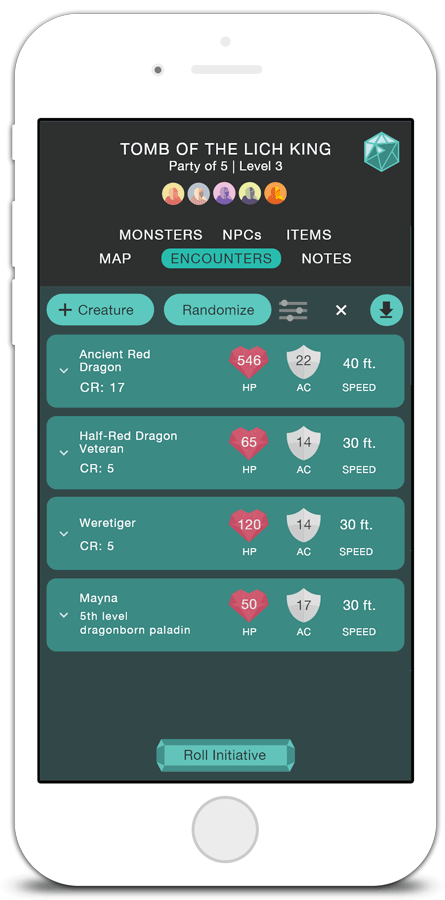 TOMB OF THE LICH KING
Party of 5 | Level 3
MONSTERS NPCs ITEMS
MAP ENCOUNTERS NOTES
+ Creature Randomize
Ancient Red
Dragon
CR: 17
546
HP
22
AC
40 ft.
SPEED
Half-Red Dragon
Veteran
CR: 5
65
HP
14
AC
30 ft.
SPEED
Weretiger
CR: 5
120
HP
14
AC
30 ft.
SPEED
Mayna
5th level
dragonborn paladin
50
HP
17
AC
30 ft.
SPEED
Roll Initiative